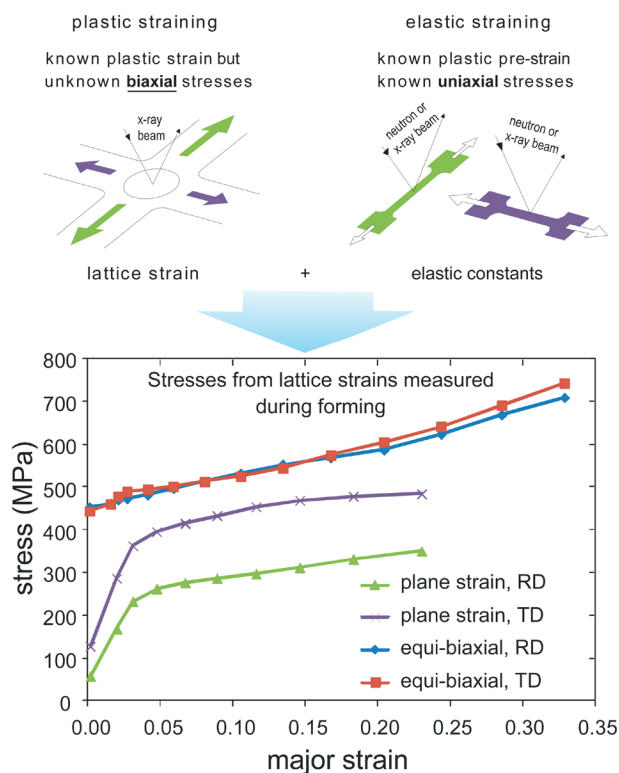 plastic straining
elastic straining
known plastic strain but
unknown biaxial stresses
known plastic pre-strain
known uniaxial stresses
x-ray
beam
neutron or
x-ray beam
neutron or
x-ray beam
lattice strain
+
elastic constants
Stresses from lattice strains measured
during forming
stress (MPa)
800
700
600
500
400
300
200
100
0
plane strain, RD
plane strain, TD
equi-biaxial, RD
equi-biaxial, TD
0.00 0.05 0.10 0.15 0.20 0.25 0.30 0.35
major strain